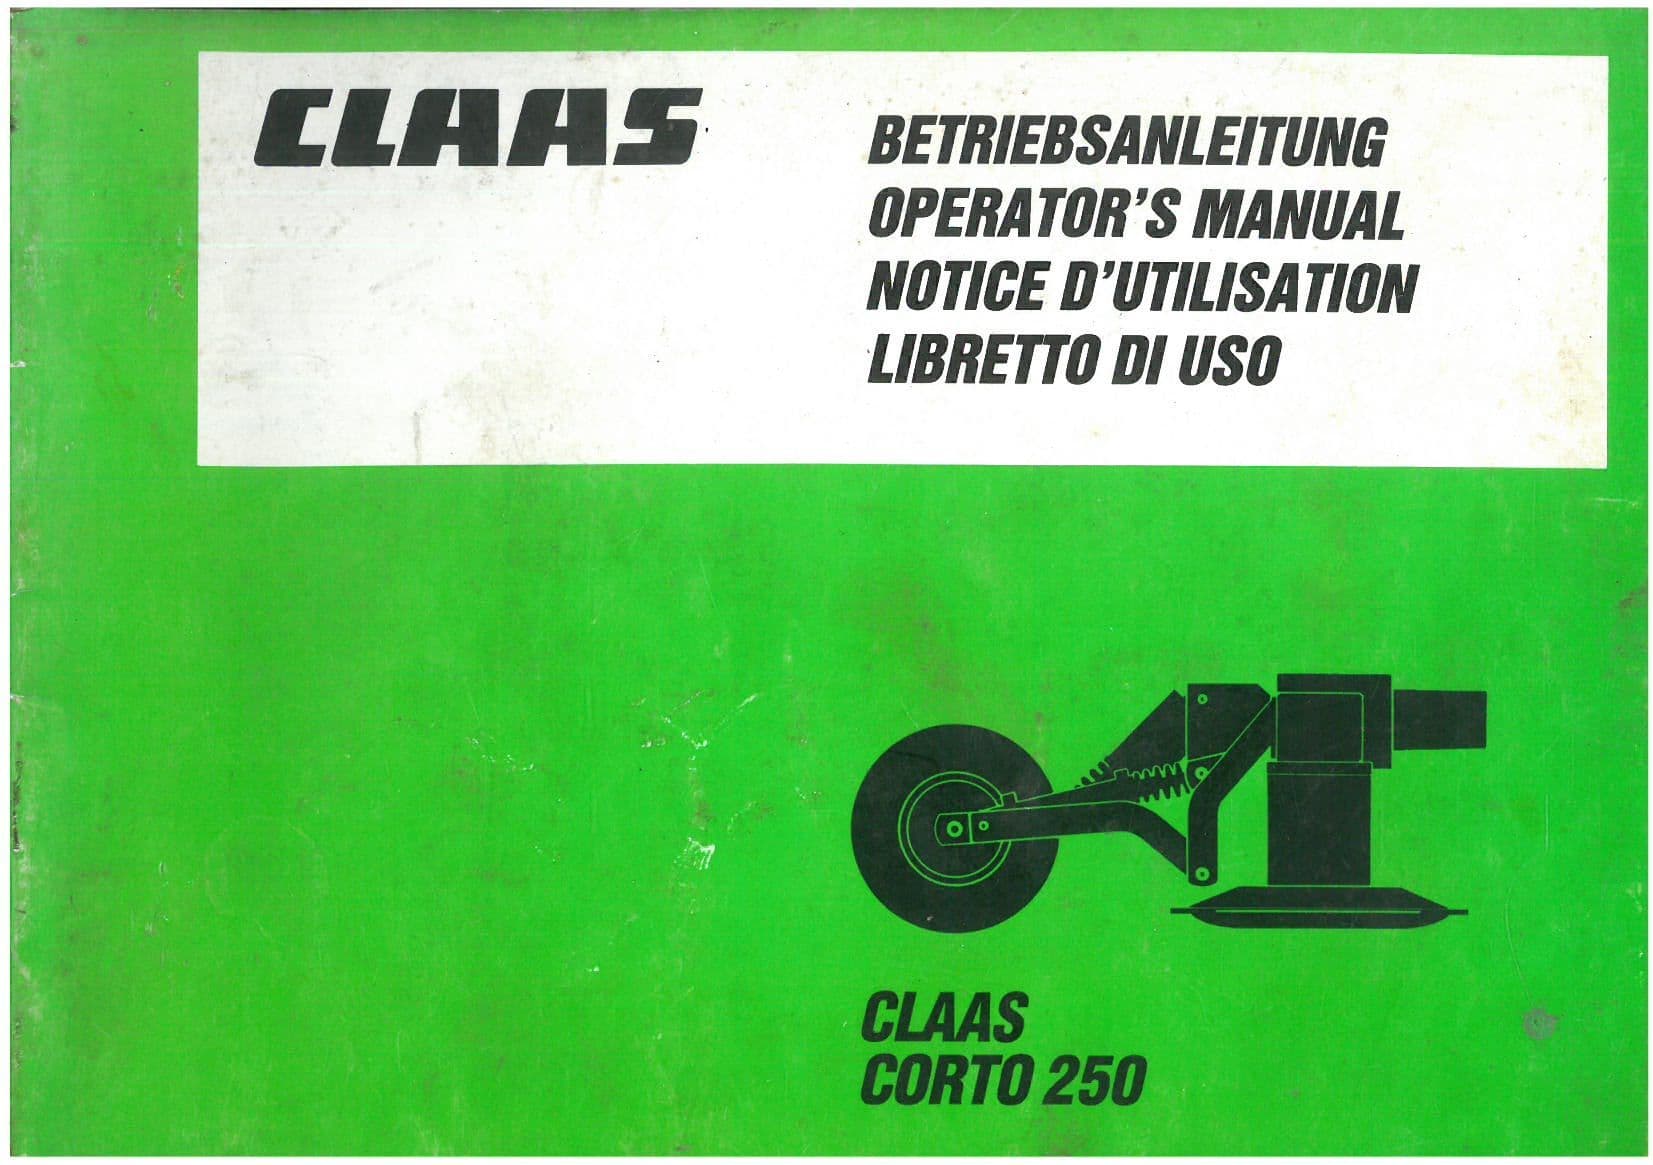 CLAAS
BETRIEBSANLEITUNG
OPERATOR'S MANUAL
NOTICE D'UTILISATION
LIBRETTO DI USO
CLAAS
CORTO 250